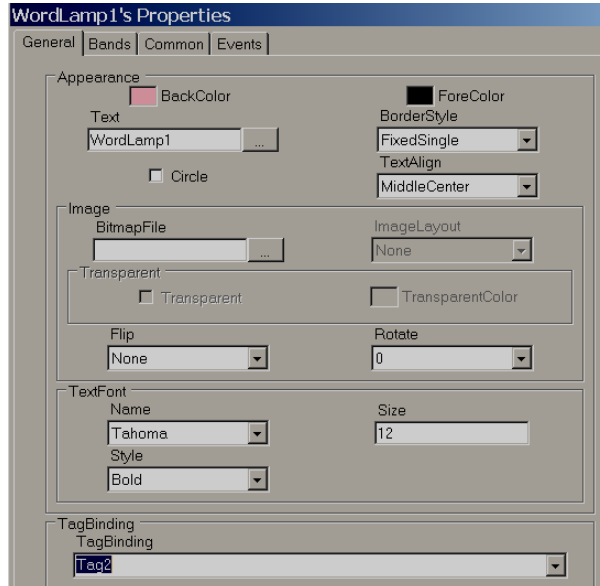 WordLamp1's Properties
General Bands Common Events
Appearance
BackColor ForeColor
Text BorderStyle
WordLamp1 ... FixedSingle
Circle TextAlign
MiddleCenter
Image
BitmapFile ImageLayout
... None
Transparent
Transparent TransparentColor
Flip Rotate
None 0
TextFont
Name Size
Tahoma 12
Style
Bold
TagBinding
TagBinding
Tag2